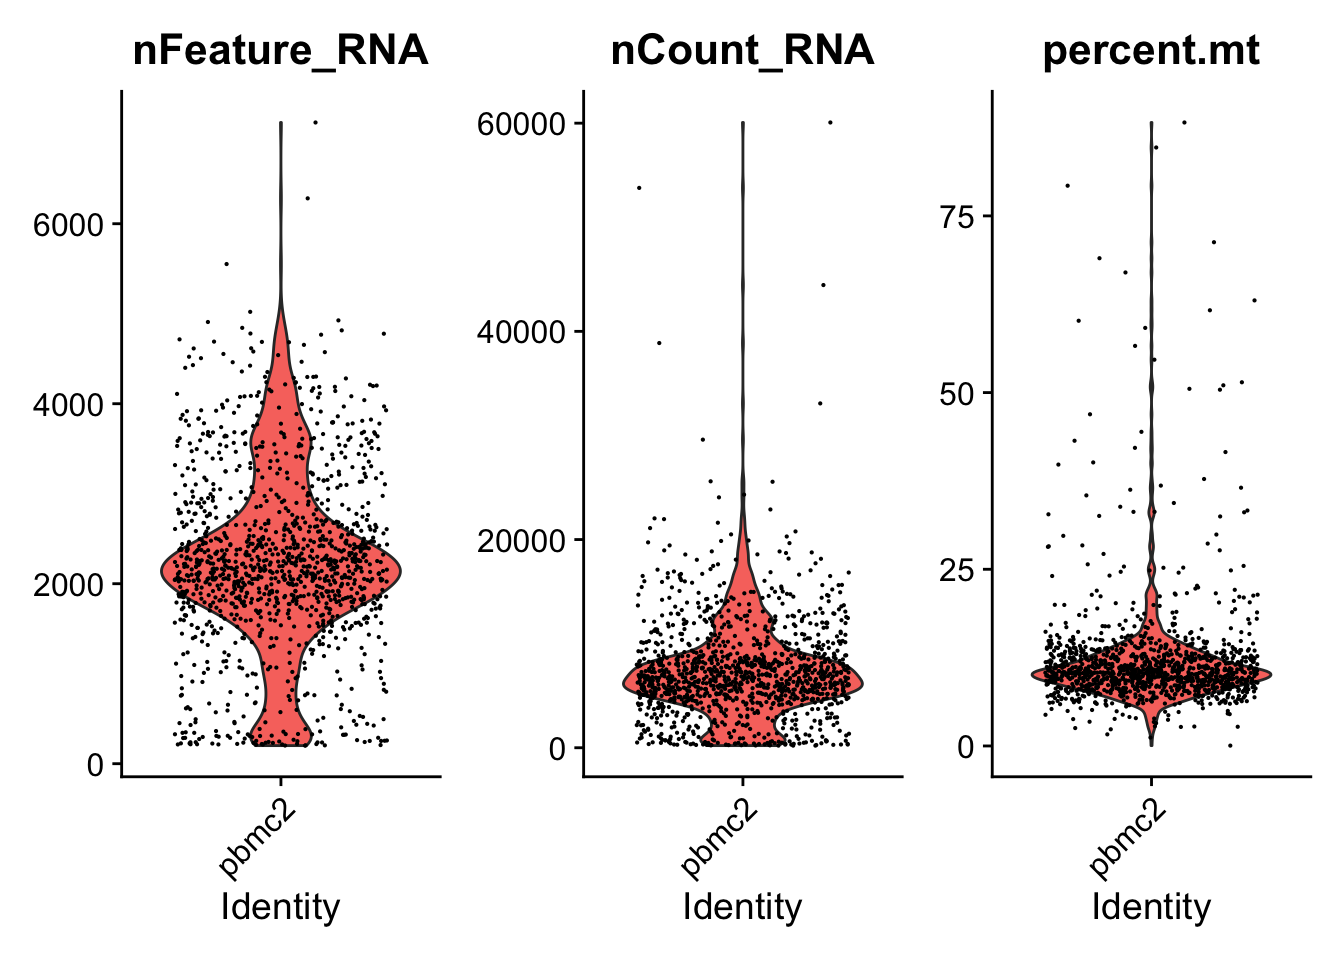 nFeature_RNA
6000
4000
2000
0
pbmc2
Identity
nCount_RNA
60000
40000
20000
0
pbmc2
Identity
percent.mt
75
50
25
0
pbmc2
Identity